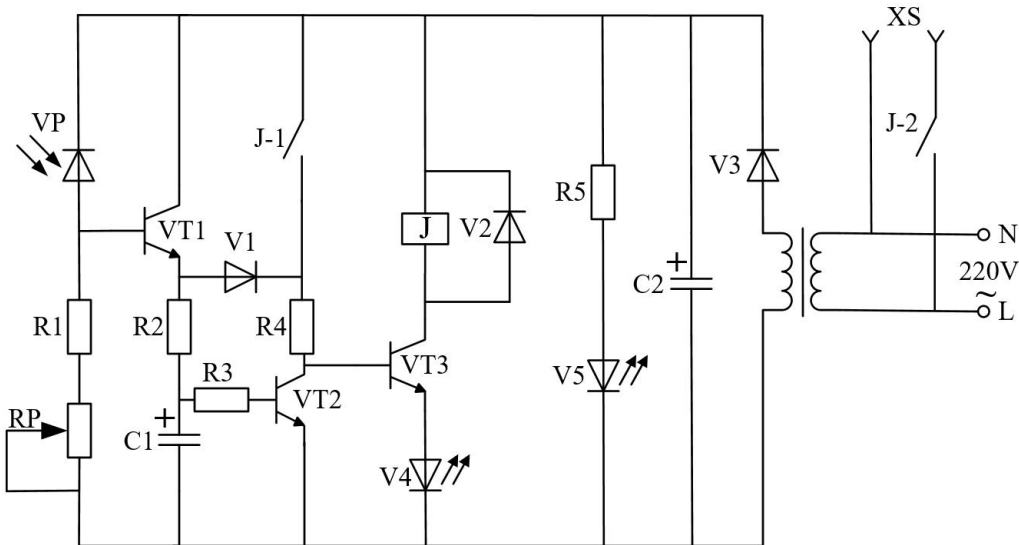 XS
VP
J-1
J-2
V3
VT1
V1
J
V2
R5
N
220V
~
L
+
C2
R1
R2
R4
VT3
R3
VT2
V5
RP
+
C1
V4